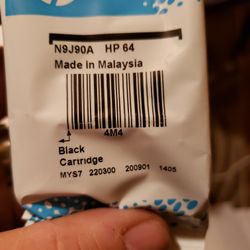 N9J90A HP 64
Made in Malaysia
4M4
Black
Cartridge
MYS7 220300 200901 1405